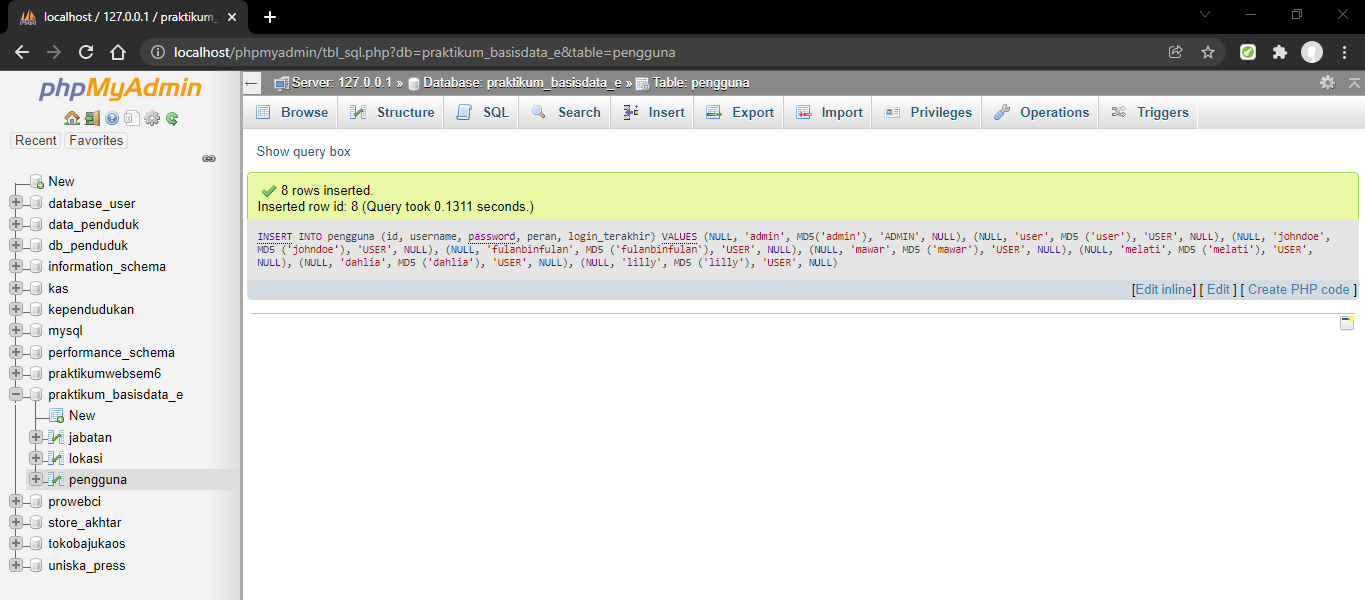 localhost / 127.0.0.1 / praktikum_
localhost/phpmyadmin/tbl_sql.php?db=praktikum_basisdata_e&table=pengguna
phpMyAdmin
Recent Favorites
New
database_user
data_penduduk
db_penduduk
information_schema
kas
kependudukan
mysql
performance_schema
praktikumwebsem6
praktikum_basisdata_e
New
jabatan
lokasi
pengguna
prowebci
store_akhtar
tokobajukaos
uniska_press
Server: 127.0.0.1 » Database: praktikum_basisdata_e » Table: pengguna
Browse Structure SQL Search Insert Export Import Privileges Operations Triggers
Show query box
8 rows inserted.
Inserted row id: 8 (Query took 0.1311 seconds.)
INSERT INTO pengguna (id, username, password, peran, login_terakhir) VALUES (NULL, 'admin', MD5('admin'), 'ADMIN', NULL), (NULL, 'user', MD5 ('user'), 'USER', NULL), (NULL, 'johndoe',
MD5 ('johndoe'), 'USER', NULL), (NULL, 'fulanbinfulan', MD5 ('fulanbinfulan'), 'USER', NULL), (NULL, 'mawar', MD5 ('mawar'), 'USER', NULL), (NULL, 'melati', MD5 ('melati'), 'USER',
NULL), (NULL, 'dahlia', MD5 ('dahlia'), 'USER', NULL), (NULL, 'lilly', MD5 ('lilly'), 'USER', NULL)
[Edit inline] [ Edit ] [ Create PHP code ]